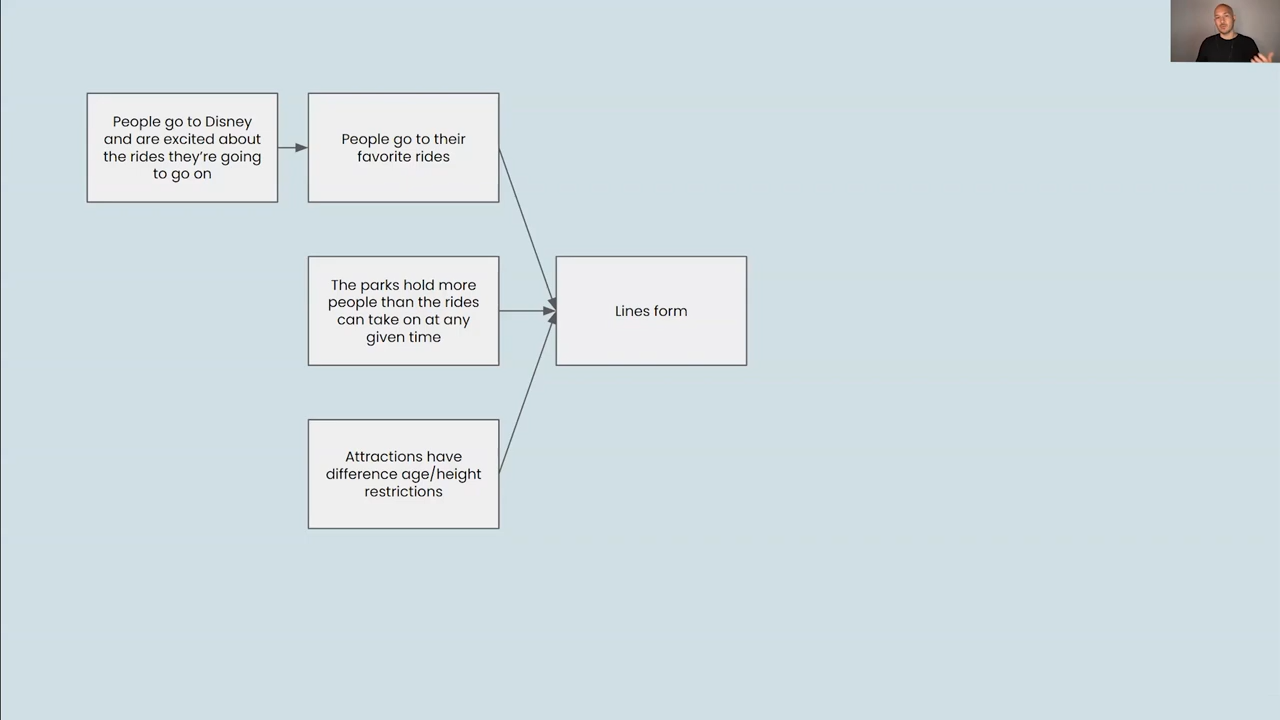 People go to Disney
and are excited about
the rides they're going
to go on
People go to their
favorite rides
The parks hold more
people than the rides
can take on at any
given time
Lines form
Attractions have
difference age/height
restrictions